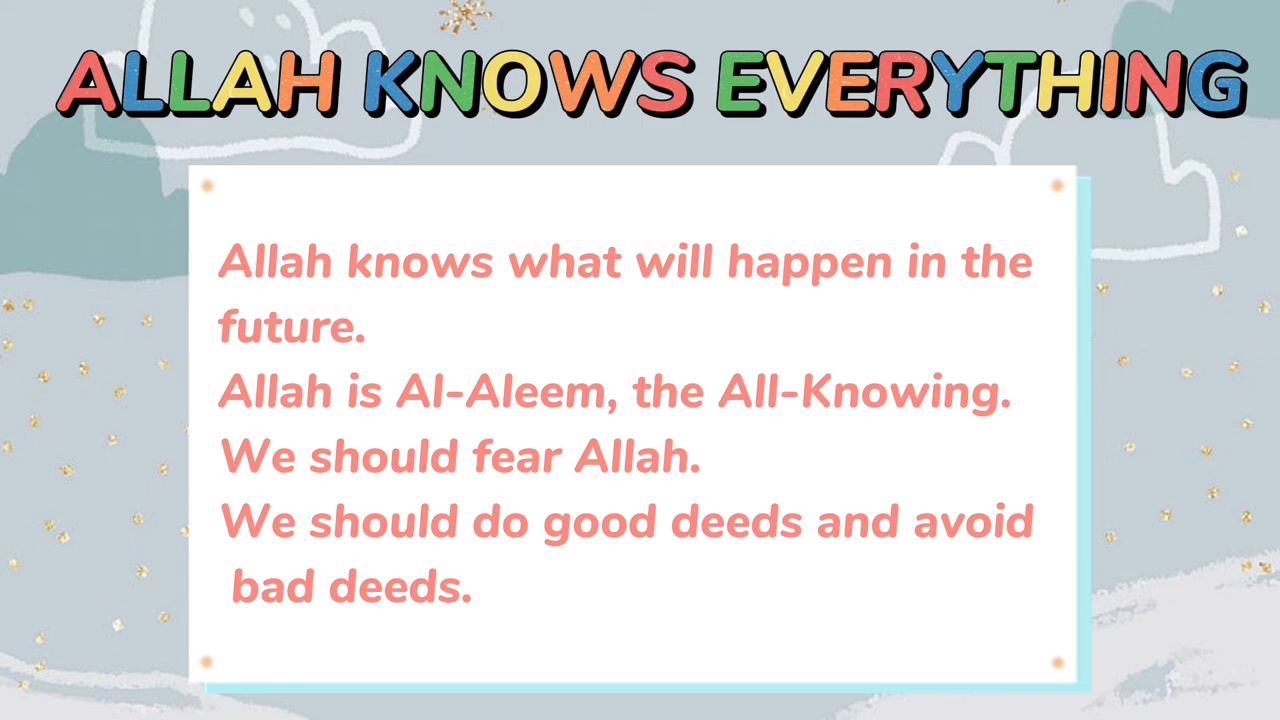 ALLAH KNOWS EVERYTHING
Allah knows what will happen in the
future.
Allah is Al-Aleem, the All-Knowing.
We should fear Allah.
We should do good deeds and avoid
bad deeds.